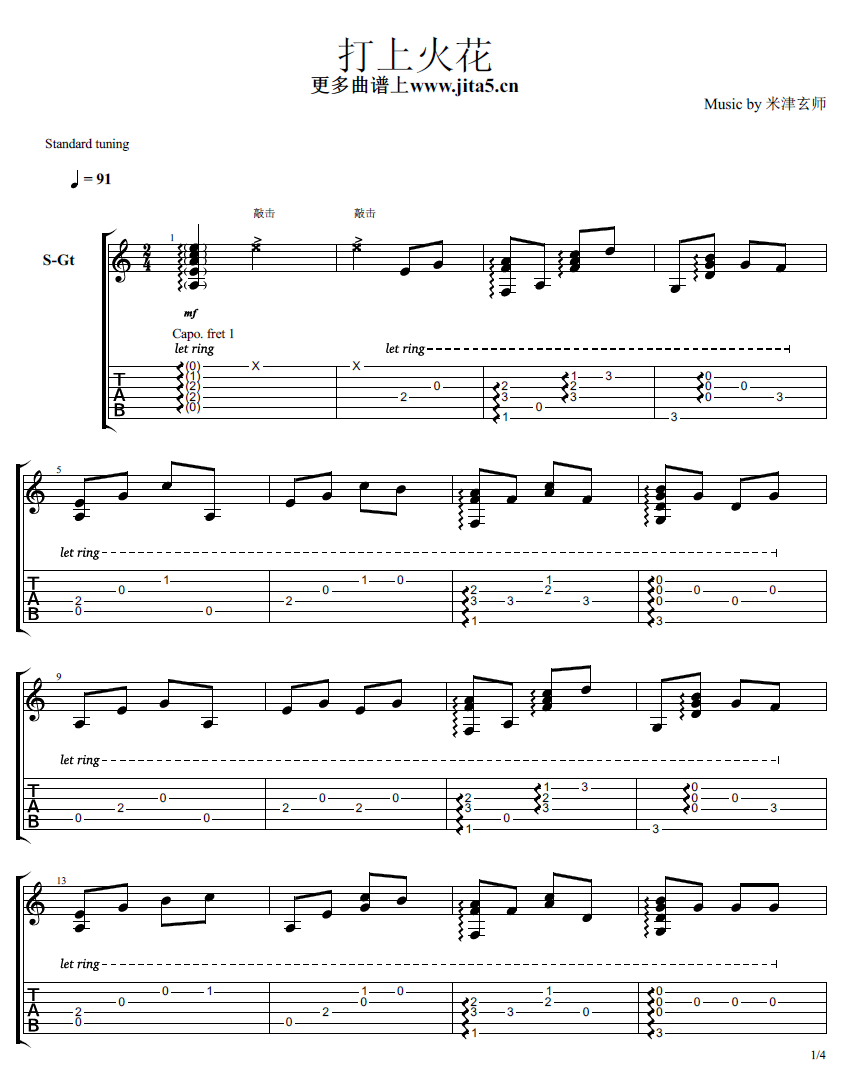 打上火花
更多曲谱上www.jita5.cn
Music by 米津玄师
Standard tuning
= 91
敲击 敲击
1
S-Gt
2
4
mf
Capo. fret 1
let ring let ring
TAB
(0) X X
(1) 1 3 0
(2) 0 2 2 0 0
(2) 2 3 3 0 3
(0) 0
1 3
5
let ring
TAB
1 1 0 1 0
0 0 2 2 0 0 0
2 2 3 3 3 0 0
0 0
1 3
9
let ring
TAB
1 3 0
0 0 2 2 0 0
2 2 2 3 3 0 3
0 0 0
1 3
13
let ring
TAB
0 1 1 0 1 0
0 0 2 2 0 0 0 0
2 2 3 3 0 0
0 0
1 3
1/4